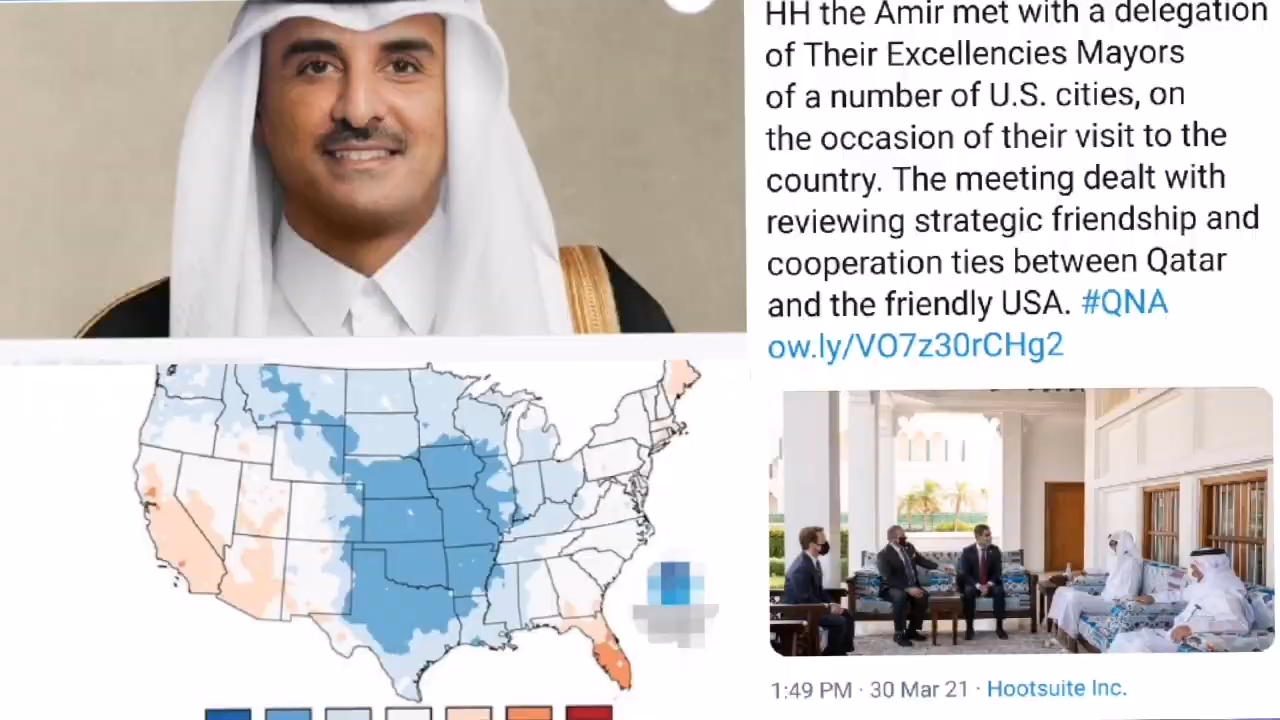 HH the Amir met with a delegation
of Their Excellencies Mayors
of a number of U.S. cities, on
the occasion of their visit to the
country. The meeting dealt with
reviewing strategic friendship and
cooperation ties between Qatar
and the friendly USA. #QNA
ow.ly/VO7z30rCHg2
1:49 PM · 30 Mar 21 · Hootsuite Inc.